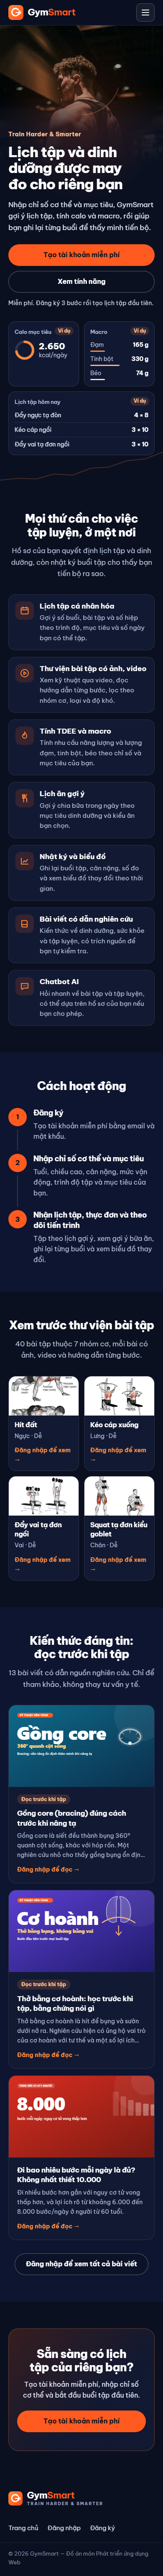 GymSmart
Train Harder & Smarter
Lịch tập và dinh
dưỡng được may
đo cho riêng bạn
Nhập chỉ số cơ thể và mục tiêu, GymSmart
gợi ý lịch tập, tính calo và macro, rồi giúp
bạn ghi lại từng buổi để thấy mình tiến bộ.
Tạo tài khoản miễn phí
Xem tính năng
Miễn phí. Đăng ký 3 bước rồi tạo lịch tập đầu tiên.
Calo mục tiêu Ví dụ
2.650
kcal/ngày
Macro Ví dụ
Đạm 165 g
Tinh bột 330 g
Béo 74 g
Lịch tập hôm nay Ví dụ
Đẩy ngực tạ đòn 4 × 8
Kéo cáp ngồi 3 × 10
Đẩy vai tạ đơn ngồi 3 × 10
Mọi thứ cần cho việc
tập luyện, ở một nơi
Hồ sơ của bạn quyết định lịch tập và dinh
dưỡng, kết quả mỗi buổi tập cho bạn thấy
tiến bộ ra sao.
Lịch tập cá nhân hóa
Gợi ý số buổi, bài tập và số hiệp
theo trình độ, mục tiêu và số ngày
bạn có thể tập.
Thư viện bài tập có ảnh, video
Xem kỹ thuật qua video, đọc
hướng dẫn từng bước, lọc theo
nhóm cơ, loại và độ khó.
Tính TDEE và macro
Tính nhu cầu năng lượng và lượng
đạm, tinh bột, béo theo chỉ số và
mục tiêu của bạn.
Lịch ăn gợi ý
Gợi ý chia bữa trong ngày theo
mục tiêu dinh dưỡng và kiểu ăn
bạn chọn.
Nhật ký và biểu đồ
Ghi lại buổi tập, cân nặng, số đo
và xem biểu đồ thay đổi theo thời
gian.
Bài viết có dẫn nghiên cứu
Kiến thức về dinh dưỡng, sức khỏe
và tập luyện, có trích nguồn để
bạn tự kiểm tra.
Chatbot AI
Hỏi nhanh về bài tập và tập luyện,
có thể dựa trên hồ sơ của bạn nếu
bạn cho phép.
Cách hoạt động
1
Đăng ký
Tạo tài khoản miễn phí bằng email và
mật khẩu.
2
Nhập chỉ số cơ thể và mục tiêu
Tuổi, chiều cao, cân nặng, mức vận
động, trình độ tập và mục tiêu của
bạn.
3
Nhận lịch tập, thực đơn và theo
dõi tiến trình
Tập theo lịch gợi ý, xem gợi ý bữa ăn,
ghi lại từng buổi và xem biểu đồ thay
đổi.
Xem trước thư viện bài tập
40 bài tập thuộc 7 nhóm cơ, mỗi bài có
ảnh, video và hướng dẫn từng bước.
Hít đất
Ngực · Dễ
Đăng nhập để xem
→
Kéo cáp xuống
Lưng · Dễ
Đăng nhập để xem
→
Đẩy vai tạ đơn
ngồi
Vai · Dễ
Đăng nhập để xem
→
Squat tạ đơn kiểu
goblet
Chân · Dễ
Đăng nhập để xem
→
Kiến thức đáng tin:
đọc trước khi tập
13 bài viết có dẫn nguồn nghiên cứu. Chỉ để
tham khảo, không thay tư vấn y tế.
Gồng core
360° quanh cột sống
Đọc trước khi tập
Gồng core (bracing) đúng cách
trước khi nâng tạ
Gồng core là siết đều thành bụng 360°
quanh cột sống, khác với hóp rốn. Một
nghiên cứu nhỏ cho thấy gồng bụng ổn đị...
Đăng nhập để đọc →
Cơ hoành
Thở bằng bụng, không bằng vai
Đọc trước khi tập
Thở bằng cơ hoành: học trước khi
tập, bằng chứng nói gì
Thở bằng cơ hoành là hít để bụng và sườn
dưới nở ra. Nghiên cứu hiện có ủng hộ vai trò
của cơ hoành với sự ổn định cột sống, có lợi...
Đăng nhập để đọc →
8.000
Đi bao nhiêu bước mỗi ngày là đủ?
Không nhất thiết 10.000
Đi nhiều bước hơn gắn với nguy cơ tử vong
thấp hơn, và lợi ích rõ từ khoảng 6.000 đến
8.000 bước/ngày ở người từ 60 tuổi.
Đăng nhập để đọc →
Đăng nhập để xem tất cả bài viết
Sẵn sàng có lịch
tập của riêng bạn?
Tạo tài khoản miễn phí, nhập chỉ số
cơ thể và bắt đầu buổi tập đầu tiên.
Tạo tài khoản miễn phí
GymSmart
TRAIN HARDER & SMARTER
Trang chủ Đăng nhập Đăng ký
© 2026 GymSmart — Đồ án môn Phát triển ứng dụng
Web